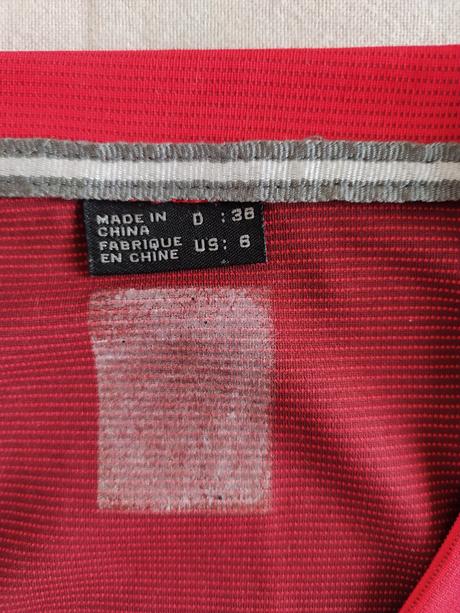 MADE IN
CHINA
FABRIQUE
EN CHINE
D : 38
US: 6